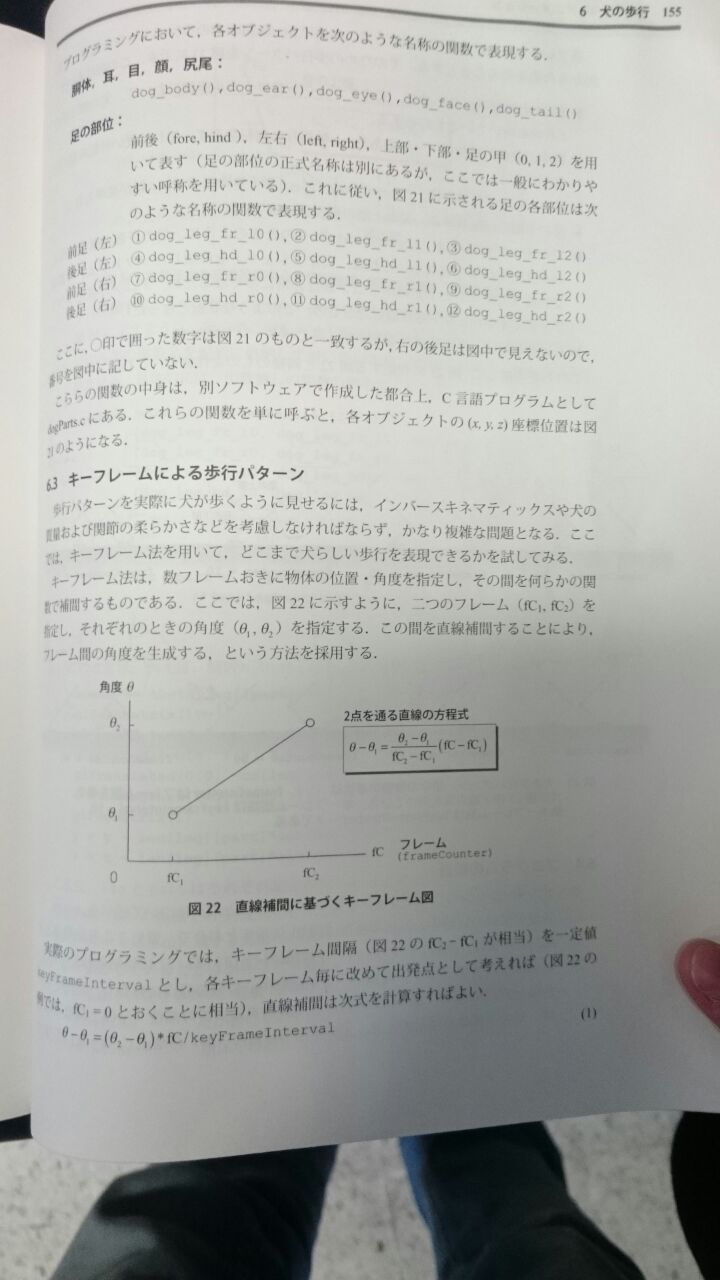 6 犬の歩行 155
プログラミングにおいて，各オブジェクトを次のような名称の関数で表現する．
胴体，耳，目，顔，尻尾：
dog_body(),dog_ear(),dog_eye(),dog_face(),dog_tail()
足の部位：
前後（fore, hind ），左右（left, right），上部・下部・足の甲（0, 1, 2）を用
いて表す（足の部位の正式名称は別にあるが，ここでは一般にわかりや
すい呼称を用いている）．これに従い，図 21 に示される足の各部位は次
のような名称の関数で表現する．
前足（左） ① dog_leg_fr_l0(),② dog_leg_fr_l1(),③ dog_leg_fr_l2()
後足（左） ④ dog_leg_hd_l0(),⑤ dog_leg_hd_l1(),⑥ dog_leg_hd_l2()
前足（右） ⑦ dog_leg_fr_r0(),⑧ dog_leg_fr_r1(),⑨ dog_leg_fr_r2()
後足（右） ⑩ dog_leg_hd_r0(),⑪ dog_leg_hd_r1(),⑫ dog_leg_hd_r2()
ここに，○印で囲った数字は図 21 のものと一致するが，右の後足は図中で見えないので，
番号を図中に記していない．
こらの関数の中身は，別ソフトウェアで作成した都合上，C 言語プログラムとして
dogParts.c にある．これらの関数を単に呼ぶと，各オブジェクトの (x, y, z) 座標位置は図
21 のようになる．
6.3 キーフレームによる歩行パターン
歩行パターンを実際に犬が歩くように見せるには，インバースキネマティックスや犬の
質量および関節の柔らかさなどを考慮しなければならず，かなり複雑な問題となる．ここ
では，キーフレーム法を用いて，どこまで犬らしい歩行を表現できるかを試してみる．
キーフレーム法は，数フレームおきに物体の位置・角度を指定し，その間を何らかの関
数で補間するものである．ここでは，図 22 に示すように，二つのフレーム（fC₁, fC₂）を
指定し，それぞれのときの角度（θ₁, θ₂）を指定する．この間を直線補間することにより，
フレーム間の角度を生成する，という方法を採用する．
角度 θ
θ₂
2点を通る直線の方程式
θ−θ₁=(θ₂−θ₁)/(fC₂−fC₁)(fC−fC₁)
θ₁
fC フレーム
(frameCounter)
0 fC₁ fC₂
図 22 直線補間に基づくキーフレーム図
実際のプログラミングでは，キーフレーム間隔（図 22 の fC₂ − fC₁ が相当）を一定値
keyFrameInterval とし，各キーフレーム毎に改めて出発点として考えれば（図 22 の
例では，fC₁ = 0 とおくことに相当），直線補間は次式を計算すればよい．
θ−θ₁=(θ₂−θ₁)*fC/keyFrameInterval (1)